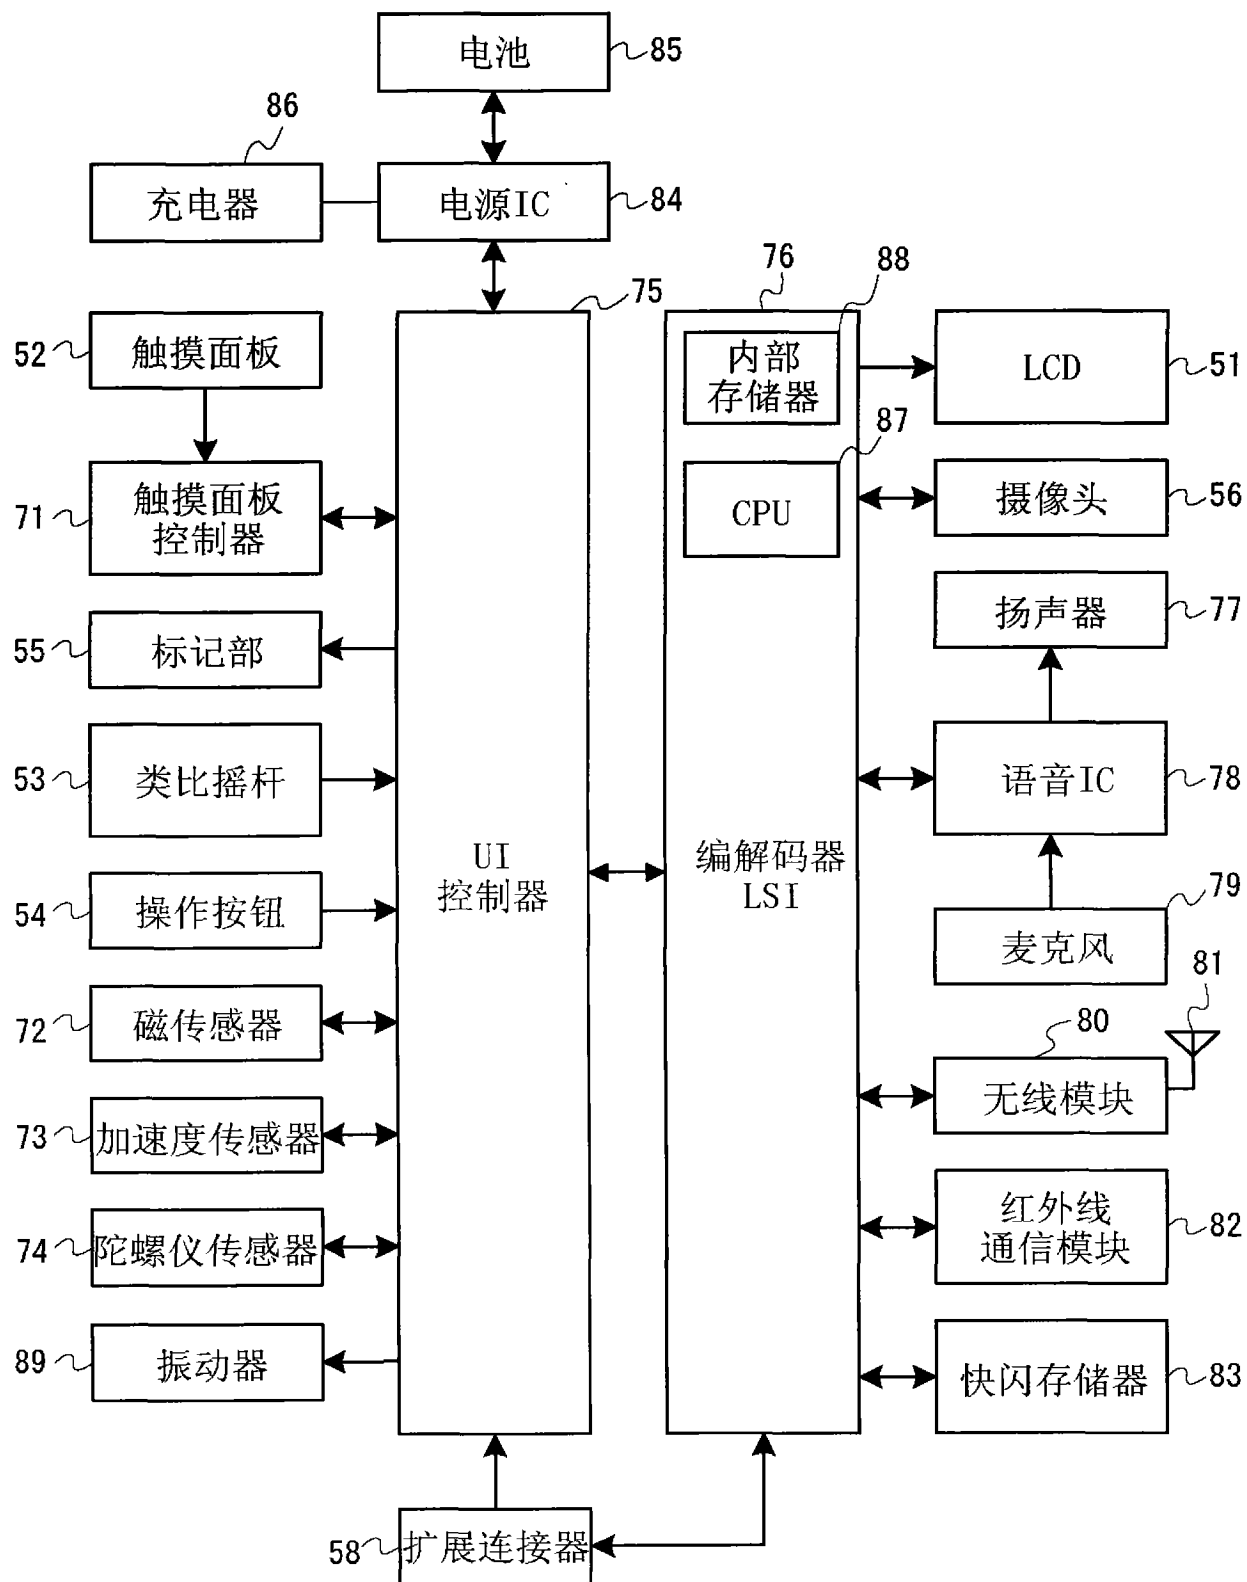 电池
85
86
充电器
电源IC
84
75
76
88
52
触摸面板
内部
存储器
LCD
51
87
71
触摸面板
控制器
CPU
摄像头
56
扬声器
77
55
标记部
53
类比摇杆
语音IC
78
UI
控制器
编解码器
LSI
54
操作按钮
79
麦克风
81
72
磁传感器
80
无线模块
73
加速度传感器
74
陀螺仪传感器
红外线
通信模块
82
89
振动器
快闪存储器
83
58
扩展连接器